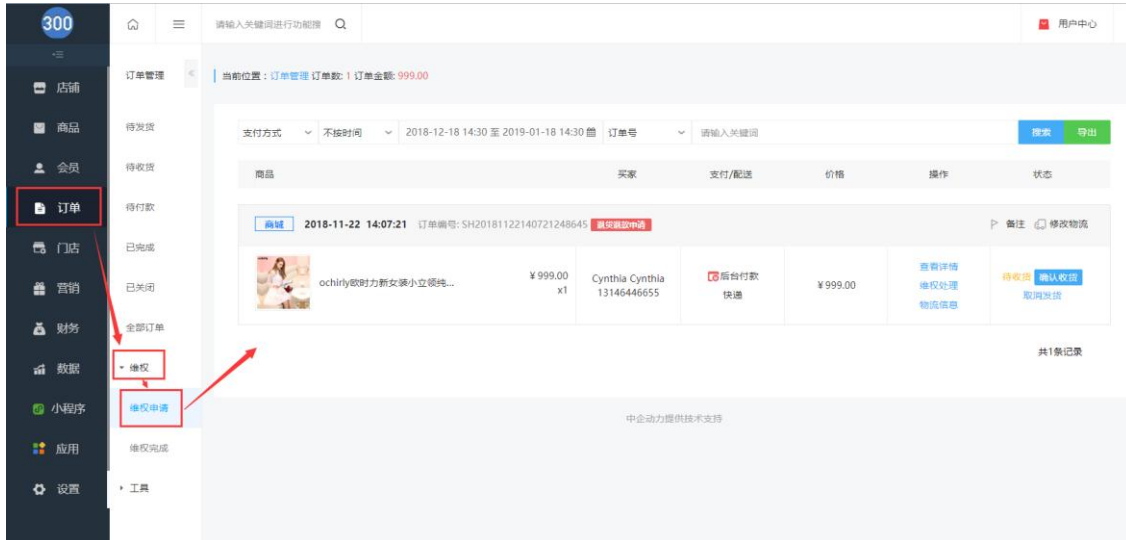 300
请输入关键词进行功能搜
用户中心
店铺
商品
会员
订单
门店
营销
财务
数据
小程序
应用
设置
订单管理
待发货
待收货
待付款
已完成
已关闭
全部订单
维权
维权申请
维权完成
工具
当前位置：订单管理 订单数: 1 订单金额: 999.00
支付方式 不按时间 2018-12-18 14:30 至 2019-01-18 14:30 订单号 请输入关键词 搜索 导出
商品 买家 支付/配送 价格 操作 状态
商城 2018-11-22 14:07:21 订单编号: SH20181122140721248645 退货退款申请 备注 修改物流
ochirly欧时力新女装小立领纯...
¥ 999.00
x1
Cynthia Cynthia
13146446655
后台付款
快递
¥ 999.00
查看详情
维权处理
物流信息
待收货 确认收货
取消发货
共1条记录
中企动力提供技术支持